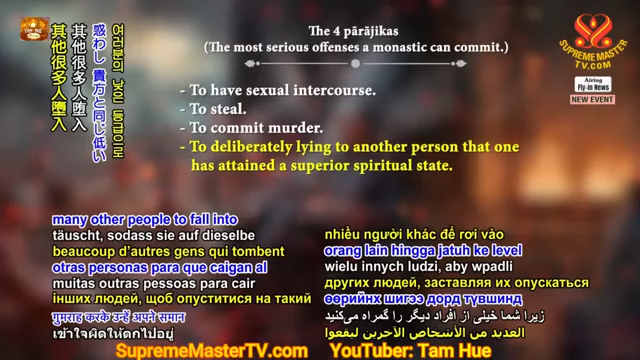 The 4 pārājikas
(The most serious offenses a monastic can commit.)
- To have sexual intercourse.
- To steal.
- To commit murder.
- To deliberately lying to another person that one
has attained a superior spiritual state.
SUPREME MASTER
TV.COM
Airing
Fly-in News
NEW EVENT
TAM HUE
여러분의 낮은 등급으로
惑わし 貴方と同じ低い
其他很多人堕入
其他很多人墮入
many other people to fall into
täuscht, sodass sie auf dieselbe
beaucoup d’autres gens qui tombent
otras personas para que caigan al
muitas outras pessoas para cair
інших людей, щоб опуститися на такий
गुमराह करके उन्हें अपने समान
เข้าใจผิดให้ตกไปอยู่
nhiều người khác để rơi vào
orang lain hingga jatuh ke level
wielu innych ludzi, aby wpadli
других людей, заставляя их опускаться
өөрийнх шигээ дорд түвшинд
زیرا شما خیلی از افراد دیگر را گمراه می‌کنید
العديد من الأشخاص الآخرين ليقعوا
SupremeMasterTV.com YouTuber: Tam Hue